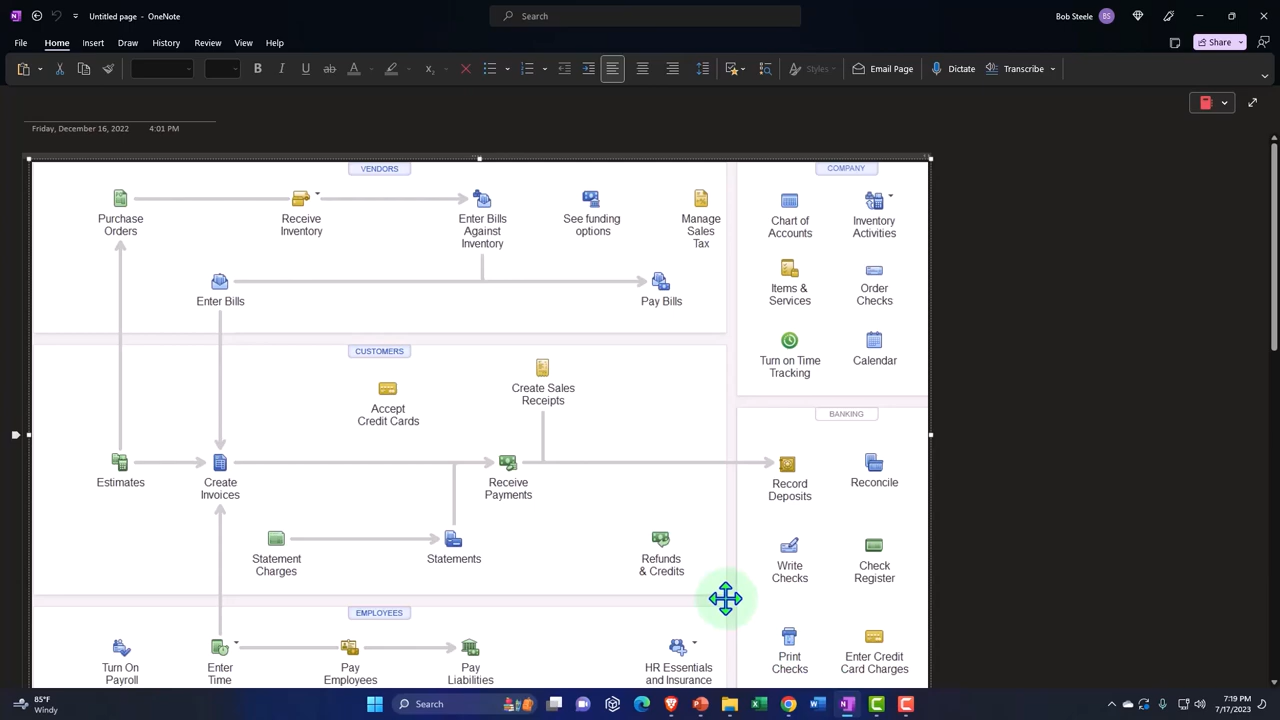 Untitled page - OneNote
Search
Bob Steele
BS
File
Home
Insert
Draw
History
Review
View
Help
Share
Styles
Email Page
Dictate
Transcribe
Friday, December 16, 2022
4:01 PM
VENDORS
Purchase
Orders
Receive
Inventory
Enter Bills
Against
Inventory
See funding
options
Manage
Sales
Tax
Enter Bills
Pay Bills
COMPANY
Chart of
Accounts
Inventory
Activities
Items &
Services
Order
Checks
Turn on Time
Tracking
Calendar
CUSTOMERS
Accept
Credit Cards
Create Sales
Receipts
Estimates
Create
Invoices
Receive
Payments
Statement
Charges
Statements
Refunds
& Credits
BANKING
Record
Deposits
Reconcile
Write
Checks
Check
Register
Print
Checks
Enter Credit
Card Charges
EMPLOYEES
Turn On
Payroll
Enter
Time
Pay
Employees
Pay
Liabilities
HR Essentials
and Insurance
85°F
Windy
Search
7:19 PM
7/17/2023